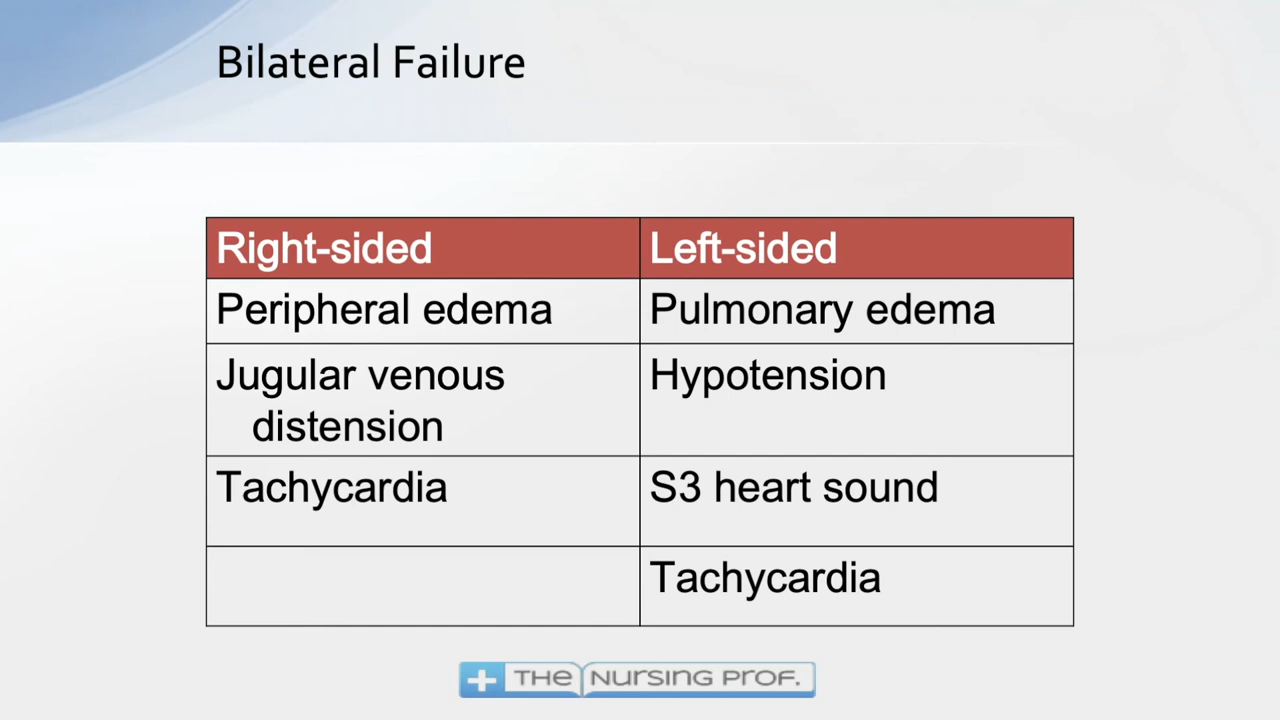 Bilateral Failure
Right-sided
Left-sided
Peripheral edema
Pulmonary edema
Jugular venous
distension
Hypotension
Tachycardia
S3 heart sound
Tachycardia
THE NURSING PROF.